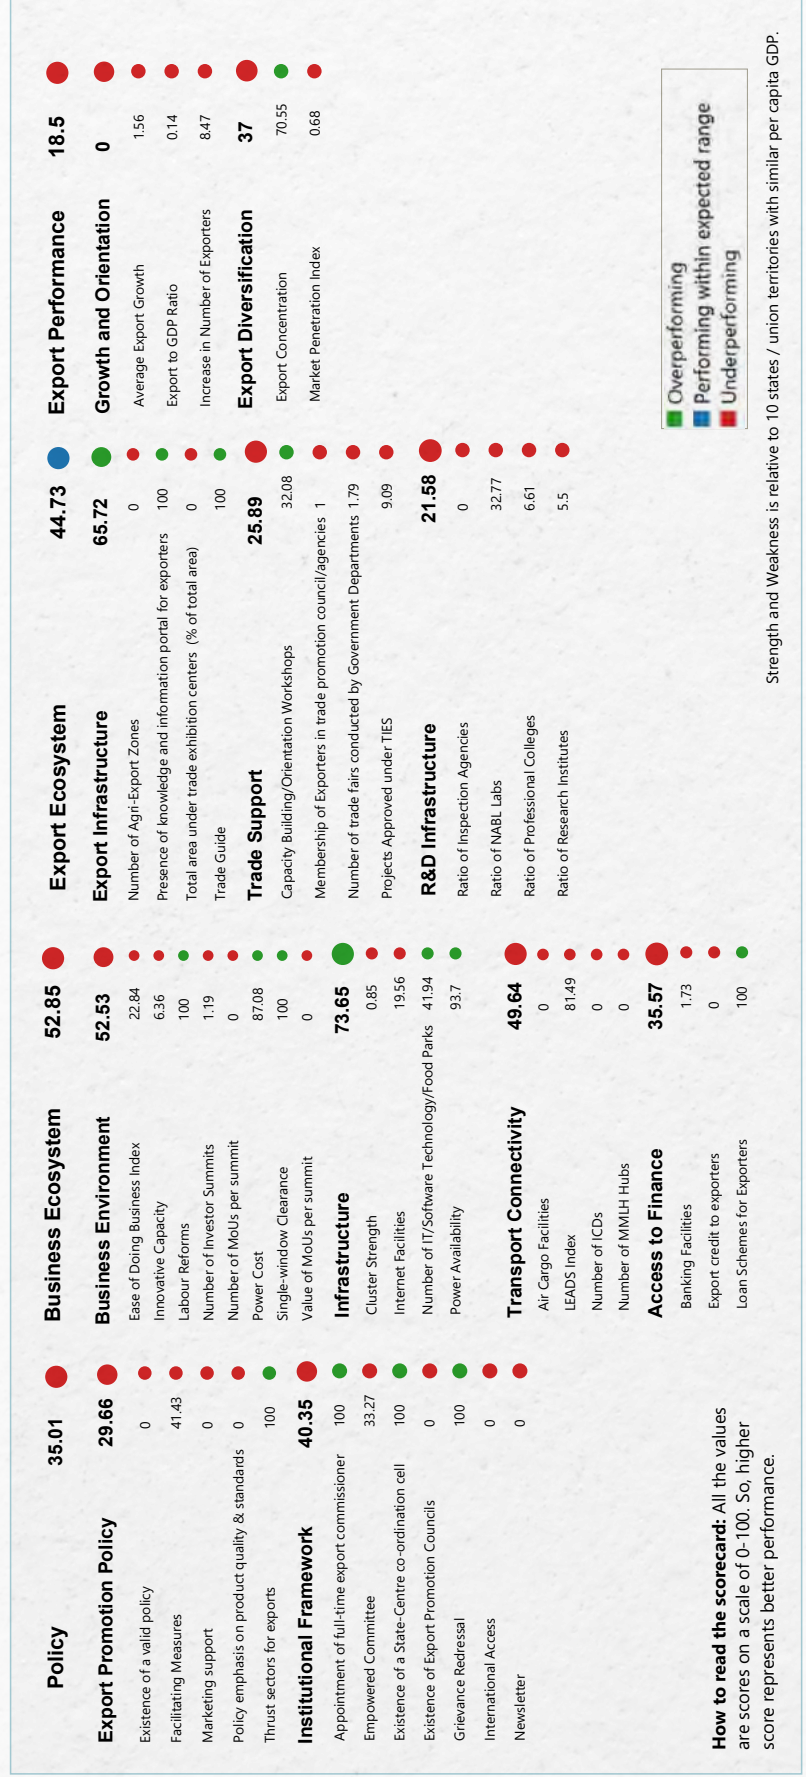 Policy 35.01
Export Promotion Policy 29.66
Existence of a valid policy 0
Facilitating Measures 41.43
Marketing support 0
Policy emphasis on product quality & standards 0
Thrust sectors for exports 100
Institutional Framework 40.35
Appointment of full-time export commissioner 100
Empowered Committee 33.27
Existence of a State-Centre co-ordination cell 100
Existence of Export Promotion Councils 0
Grievance Redressal 100
International Access 0
Newsletter 0
How to read the scorecard: All the values
are scores on a scale of 0-100. So, higher
score represents better performance.
Business Ecosystem 52.85
Business Environment 52.53
Ease of Doing Business Index 22.84
Innovative Capacity 6.36
Labour Reforms 100
Number of Investor Summits 1.19
Number of MoUs per summit 0
Power Cost 87.08
Single-window Clearance 100
Value of MoUs per summit 0
Infrastructure 73.65
Cluster Strength 0.85
Internet Facilities 19.56
Number of IT/Software Technology/Food Parks 41.94
Power Availability 93.7
Transport Connectivity 49.64
Air Cargo Facilities 0
LEADS Index 81.49
Number of ICDs 0
Number of MMLH Hubs 0
Access to Finance 35.57
Banking Facilities 1.73
Export credit to exporters 0
Loan Schemes for Exporters 100
Export Ecosystem 44.73
Export Infrastructure 65.72
Number of Agri-Export Zones 0
Presence of knowledge and information portal for exporters 100
Total area under trade exhibition centers (% of total area) 0
Trade Guide 100
Trade Support 25.89
Capacity Building/Orientation Workshops 32.08
Membership of Exporters in trade promotion council/agencies 1
Number of trade fairs conducted by Government Departments 1.79
Projects Approved under TIES 9.09
R&D Infrastructure 21.58
Ratio of Inspection Agencies 0
Ratio of NABL Labs 32.77
Ratio of Professional Colleges 6.61
Ratio of Research Institutes 5.5
Export Performance 18.5
Growth and Orientation 0
Average Export Growth 1.56
Export to GDP Ratio 0.14
Increase in Number of Exporters 8.47
Export Diversification 37
Export Concentration 70.55
Market Penetration Index 0.68
Overperforming
Performing within expected range
Underperforming
Strength and Weakness is relative to 10 states / union territories with similar per capita GDP.